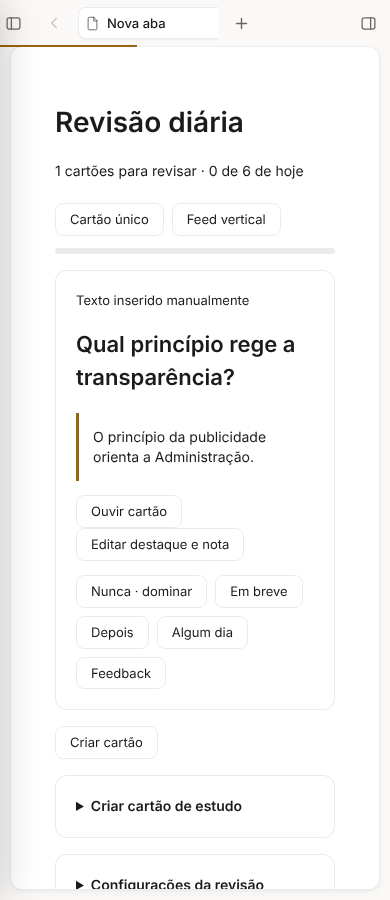 Nova aba
Revisão diária
1 cartões para revisar · 0 de 6 de hoje
Cartão único
Feed vertical
Texto inserido manualmente
Qual princípio rege a
transparência?
O princípio da publicidade
orienta a Administração.
Ouvir cartão
Editar destaque e nota
Nunca · dominar
Em breve
Depois
Algum dia
Feedback
Criar cartão
Criar cartão de estudo
Configurações da revisão